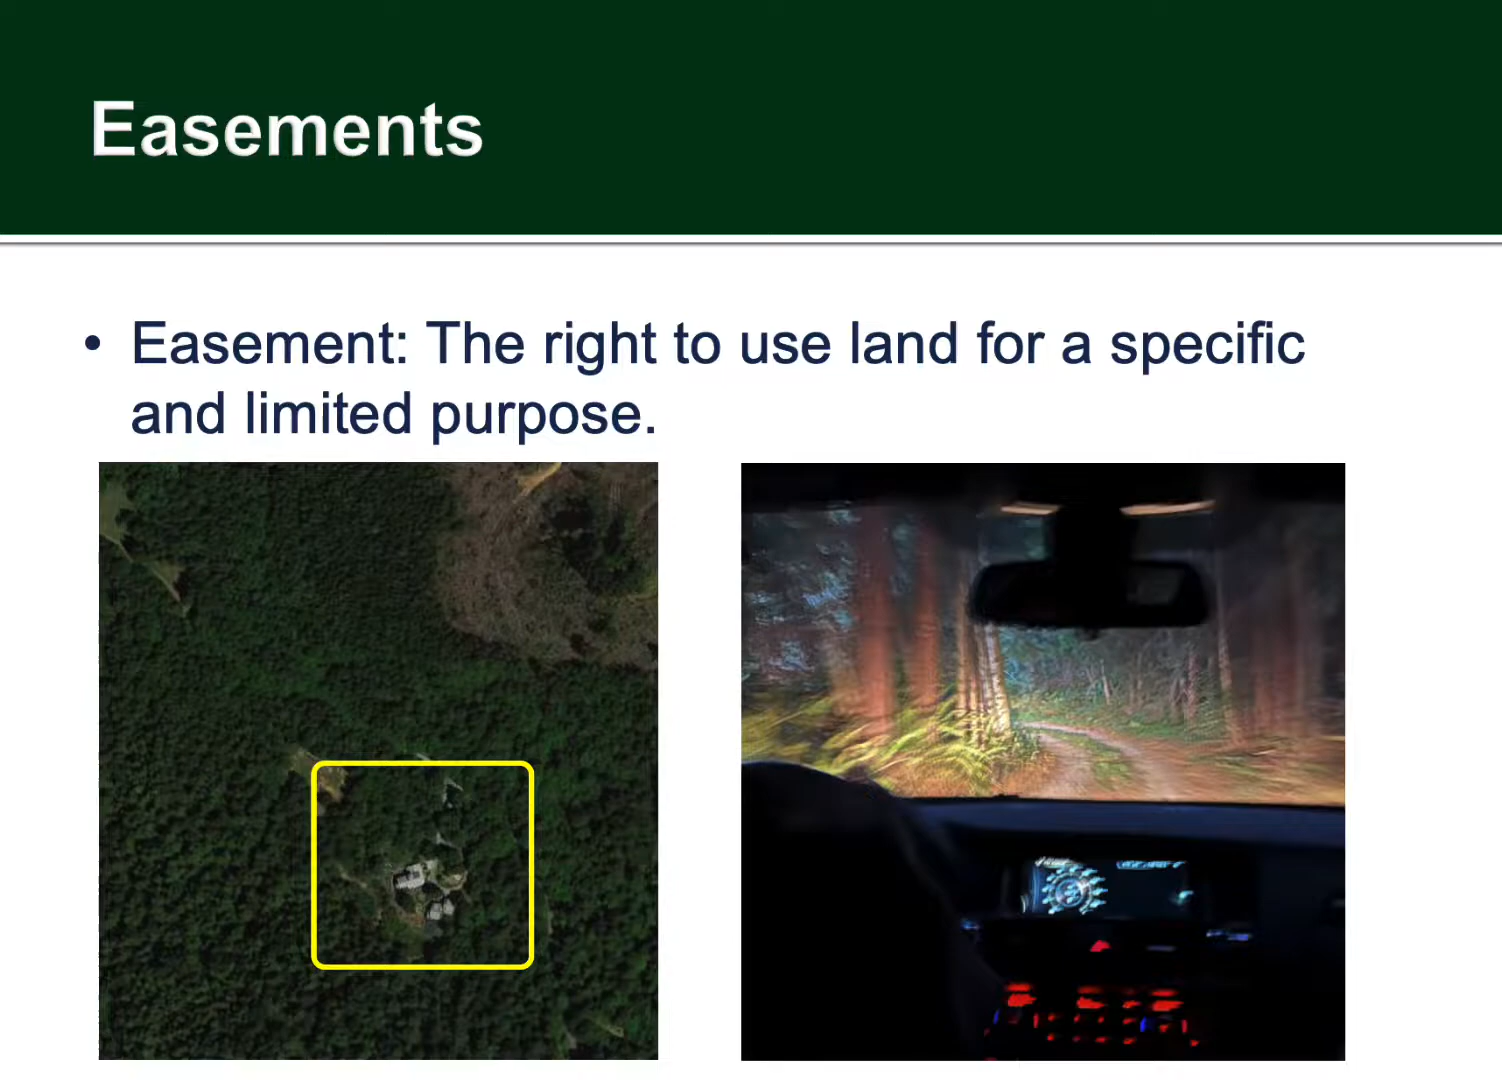 Easements
• Easement: The right to use land for a specific
and limited purpose.